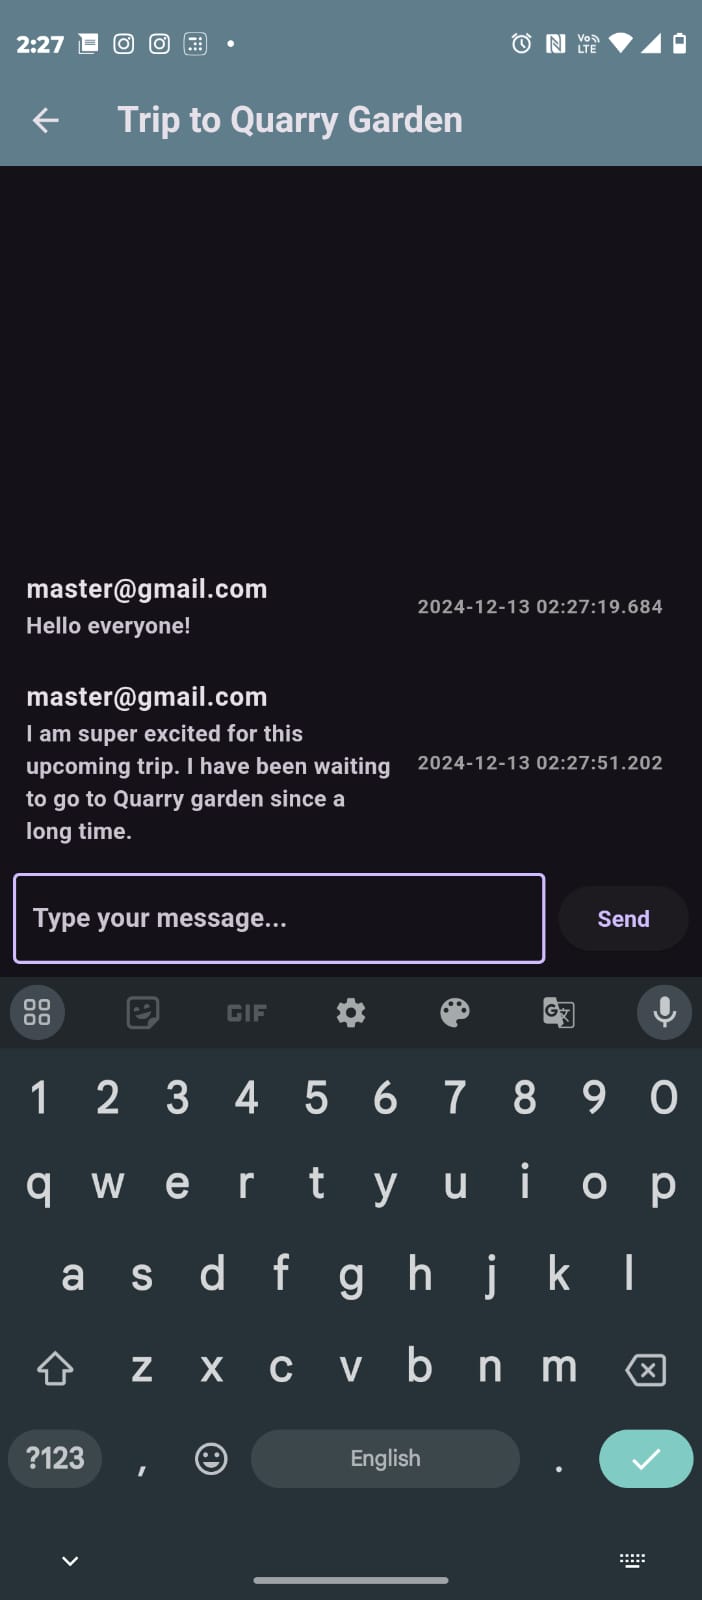 2:27 VoLTE
Trip to Quarry Garden
master@gmail.com
Hello everyone!
2024-12-13 02:27:19.684
master@gmail.com
I am super excited for this
upcoming trip. I have been waiting
to go to Quarry garden since a
long time.
2024-12-13 02:27:51.202
Type your message...
Send
GIF G
1 2 3 4 5 6 7 8 9 0
q w e r t y u i o p
a s d f g h j k l
z x c v b n m
?123 , English .